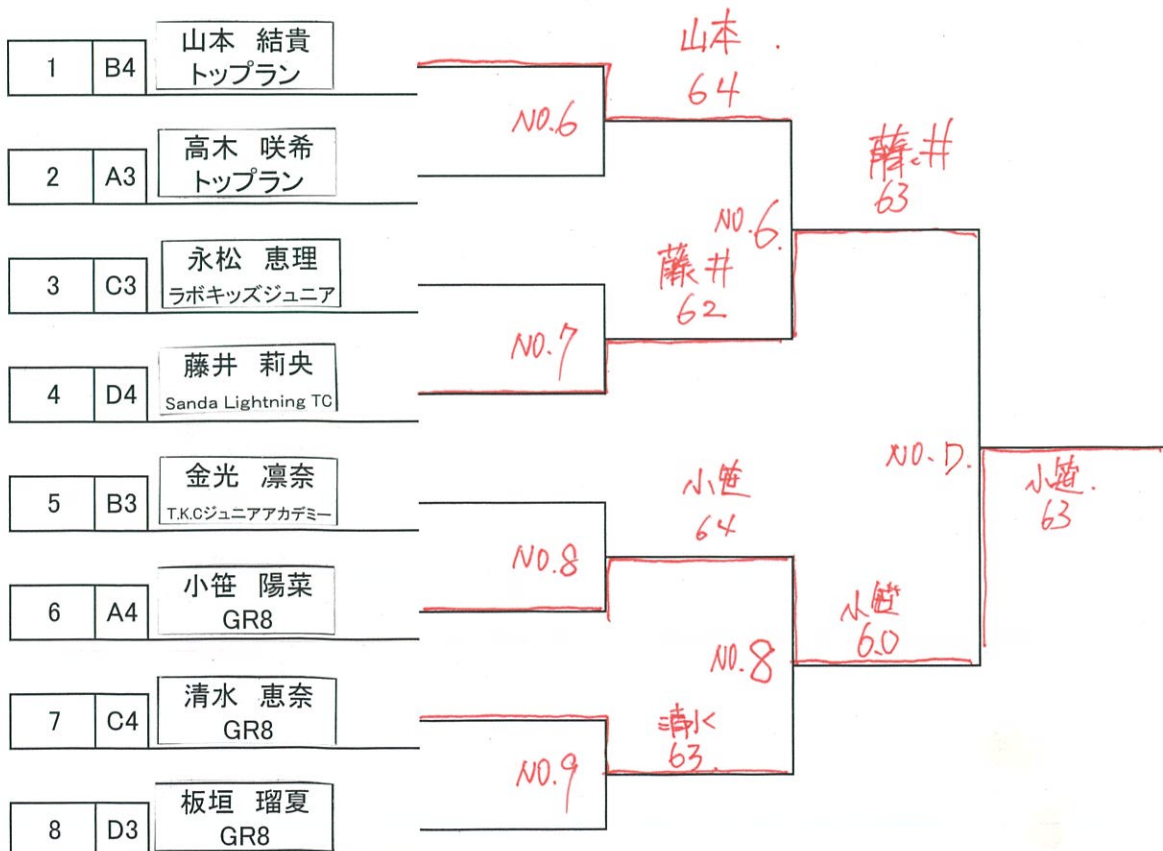 1 B4 山本 結貴
トップラン
2 A3 高木 咲希
トップラン
3 C3 永松 恵理
ラボキッズジュニア
4 D4 藤井 莉央
Sanda Lightning TC
5 B3 金光 凛奈
T.K.Cジュニアアカデミー
6 A4 小笹 陽菜
GR8
7 C4 清水 恵奈
GR8
8 D3 板垣 瑠夏
GR8
NO.6
NO.7
NO.8
NO.9
山本
64
藤井
62
小笹
64
清水
63
NO.6
NO.8
藤井
63
小笹
60
小笹
63